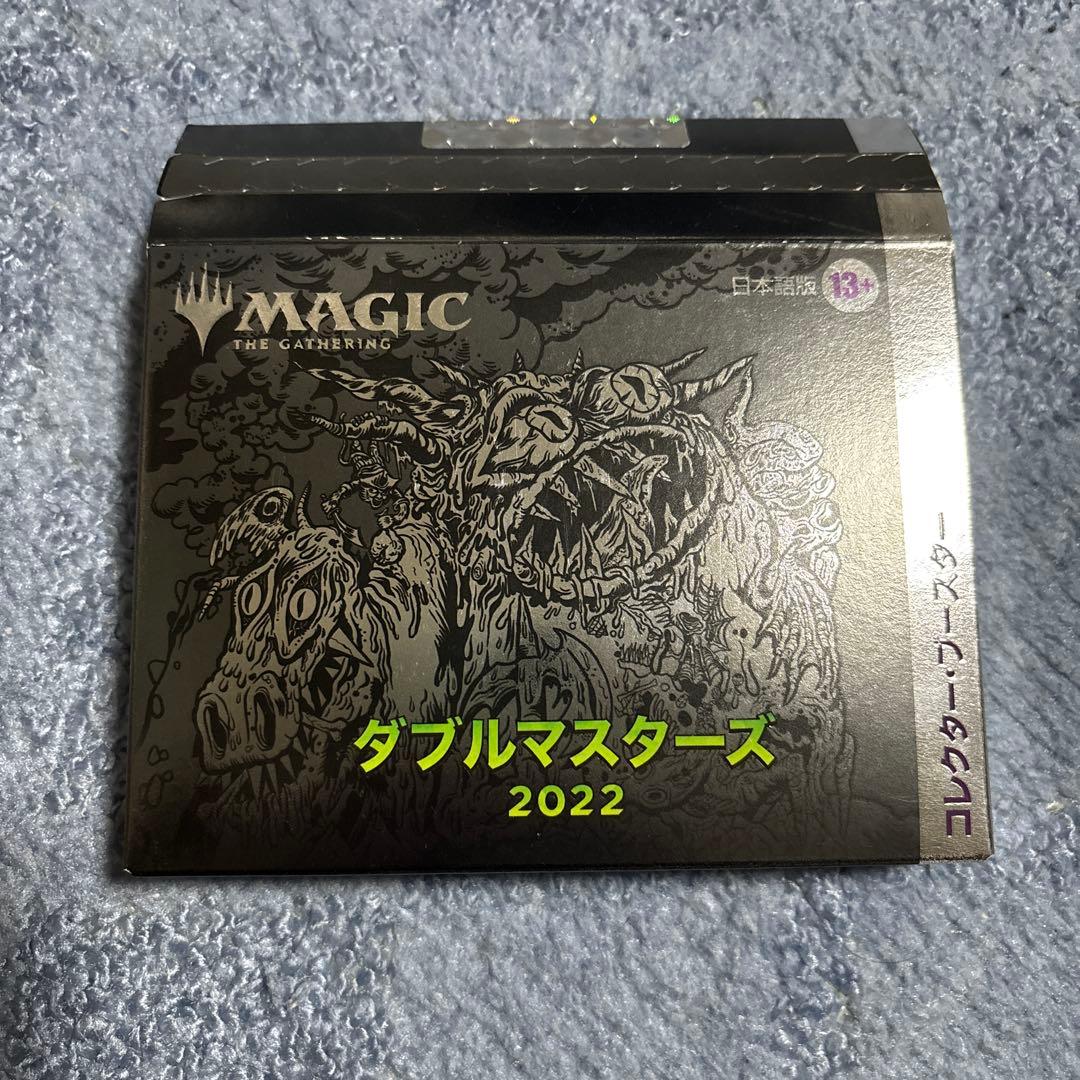 MAGIC
THE GATHERING
日本語版 13+
ダブルマスターズ
2022
コレクター・ブースター